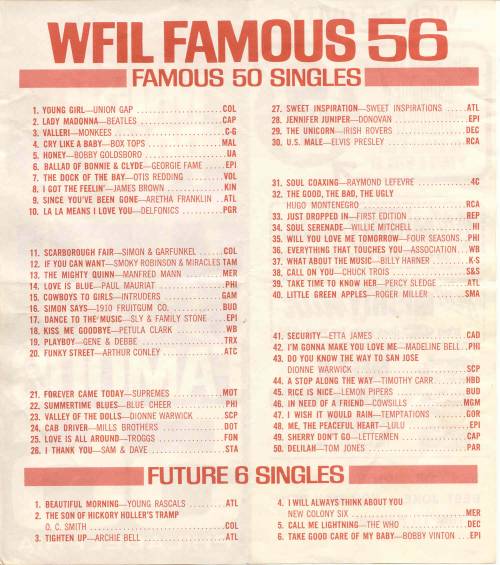 WFIL FAMOUS 56
FAMOUS 50 SINGLES
1. YOUNG GIRL—UNION GAP ........ COL
2. LADY MADONNA—BEATLES ........ CAP
3. VALLERI—MONKEES ........ C-G
4. CRY LIKE A BABY—BOX TOPS ........ MAL
5. HONEY—BOBBY GOLDSBORO ........ UA
6. BALLAD OF BONNIE & CLYDE—GEORGIE FAME ..... EPI
7. THE DOCK OF THE BAY—OTIS REDDING ........ VOL
8. I GOT THE FEELIN'—JAMES BROWN ........ KIN
9. SINCE YOU'VE BEEN GONE—ARETHA FRANKLIN .. ATL
10. LA LA MEANS I LOVE YOU—DELFONICS ........ PGR
11. SCARBOROUGH FAIR—SIMON & GARFUNKEL ..... COL
12. IF YOU CAN WANT—SMOKY ROBINSON & MIRACLES TAM
13. THE MIGHTY QUINN—MANFRED MANN ........ MER
14. LOVE IS BLUE—PAUL MAURIAT ........ PHI
15. COWBOYS TO GIRLS—INTRUDERS ........ GAM
16. SIMON SAYS—1910 FRUITGUM CO. ........ BUD
17. DANCE TO THE MUSIC—SLY & FAMILY STONE ..... EPI
18. KISS ME GOODBYE—PETULA CLARK ........ WB
19. PLAYBOY—GENE & DEBBE ........ TRX
20. FUNKY STREET—ARTHUR CONLEY ........ ATC
21. FOREVER CAME TODAY—SUPREMES ........ MOT
22. SUMMERTIME BLUES—BLUE CHEER ........ PHI
23. VALLEY OF THE DOLLS—DIONNE WARWICK ..... SCP
24. CAB DRIVER—MILLS BROTHERS ........ DOT
25. LOVE IS ALL AROUND—TROGGS ........ FON
26. I THANK YOU—SAM & DAVE ........ STA
27. SWEET INSPIRATION—SWEET INSPIRATIONS ..... ATL
28. JENNIFER JUNIPER—DONOVAN ........ EPI
29. THE UNICORN—IRISH ROVERS ........ DEC
30. U.S. MALE—ELVIS PRESLEY ........ RCA
31. SOUL COAXING—RAYMOND LEFEVRE ........ 4C
32. THE GOOD, THE BAD, THE UGLY
HUGO MONTENEGRO ........ RCA
33. JUST DROPPED IN—FIRST EDITION ........ REP
34. SOUL SERENADE—WILLIE MITCHELL ........ HI
35. WILL YOU LOVE ME TOMORROW—FOUR SEASONS . PHI
36. EVERYTHING THAT TOUCHES YOU—ASSOCIATION .. WB
37. WHAT ABOUT THE MUSIC—BILLY HARNER ..... K-S
38. CALL ON YOU—CHUCK TROIS ........ S&S
39. TAKE TIME TO KNOW HER—PERCY SLEDGE ..... ATL
40. LITTLE GREEN APPLES—ROGER MILLER ........ SMA
41. SECURITY—ETTA JAMES ........ CAD
42. I'M GONNA MAKE YOU LOVE ME—MADELINE BELL .. PHI
43. DO YOU KNOW THE WAY TO SAN JOSE
DIONNE WARWICK ........ SCP
44. A STOP ALONG THE WAY—TIMOTHY CARR ..... HBD
45. RICE IS NICE—LEMON PIPERS ........ BUD
46. IN NEED OF A FRIEND—COWSILLS ........ MGM
47. I WISH IT WOULD RAIN—TEMPTATIONS ........ GOR
48. ME, THE PEACEFUL HEART—LULU ........ EPI
49. SHERRY DON'T GO—LETTERMEN ........ CAP
50. DELILAH—TOM JONES ........ PAR
FUTURE 6 SINGLES
1. BEAUTIFUL MORNING—YOUNG RASCALS ........ ATL
2. THE SON OF HICKORY HOLLER'S TRAMP
O. C. SMITH ........ COL
3. TIGHTEN UP—ARCHIE BELL ........ ATL
4. I WILL ALWAYS THINK ABOUT YOU
NEW COLONY SIX ........ MER
5. CALL ME LIGHTNING—THE WHO ........ DEC
6. TAKE GOOD CARE OF MY BABY—BOBBY VINTON ... EPI